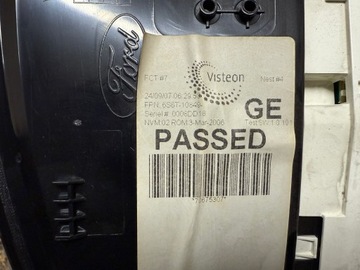 Ford
FCT #7
Visteon
Nest#4
24/09/07-06:29
FPN: 6S6T-10849
Serial#: 0006DD18
NVM:02 ROM:3-Mar-2006
GE
PASSED